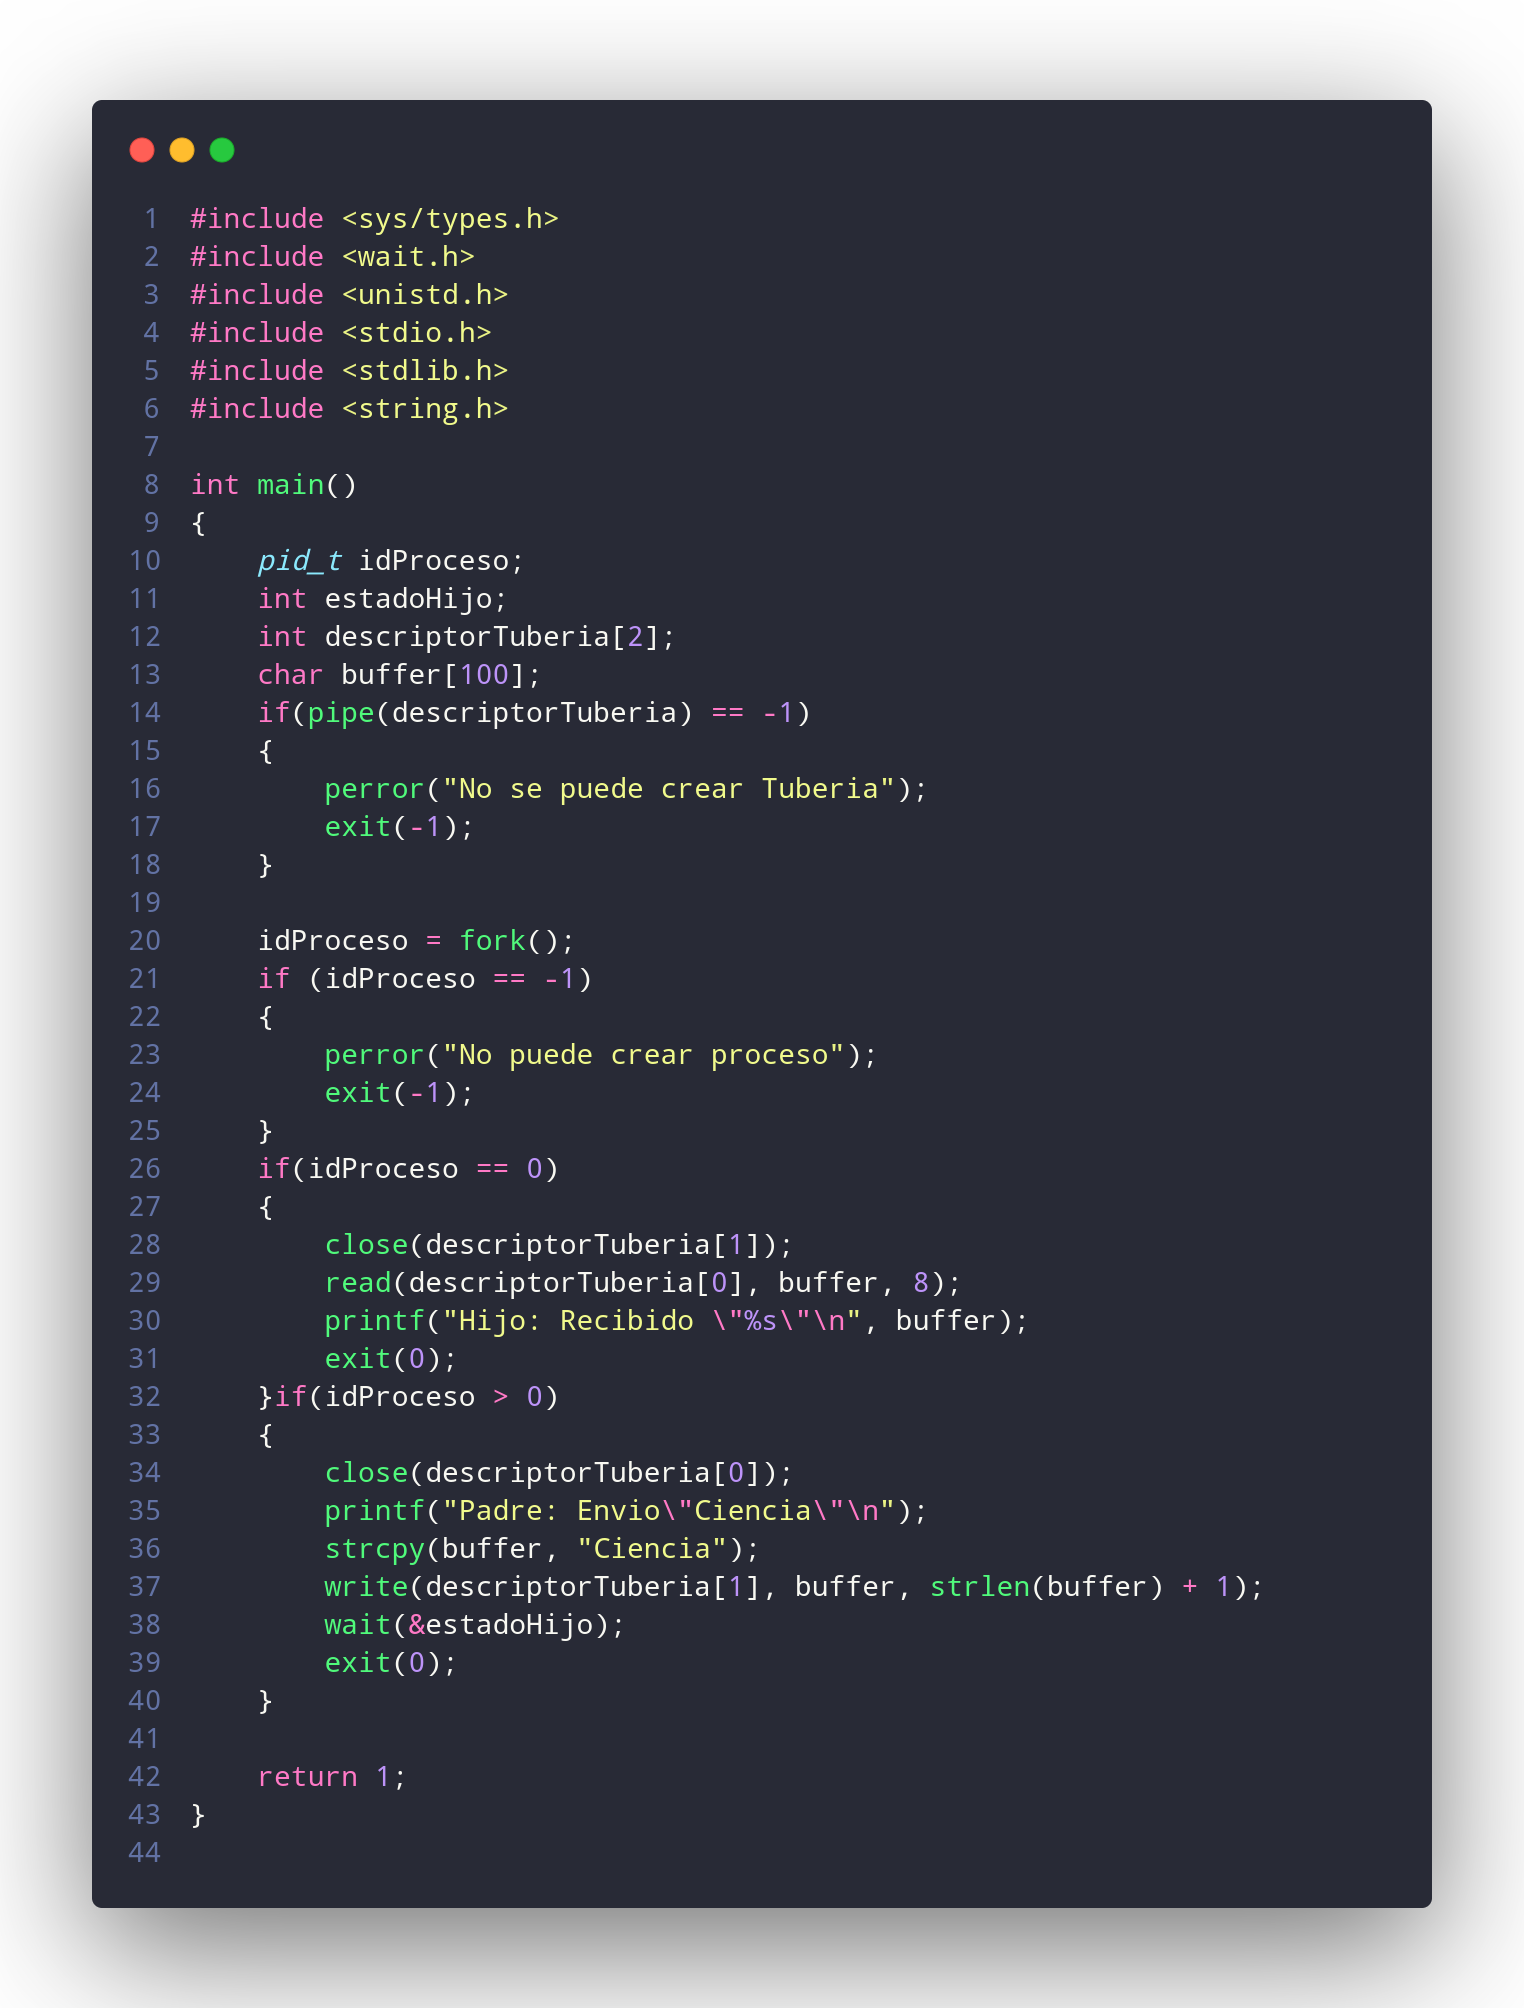 1 #include <sys/types.h>
2 #include <wait.h>
3 #include <unistd.h>
4 #include <stdio.h>
5 #include <stdlib.h>
6 #include <string.h>
7
8 int main()
9 {
10     pid_t idProceso;
11     int estadoHijo;
12     int descriptorTuberia[2];
13     char buffer[100];
14     if(pipe(descriptorTuberia) == -1)
15     {
16         perror("No se puede crear Tuberia");
17         exit(-1);
18     }
19
20     idProceso = fork();
21     if (idProceso == -1)
22     {
23         perror("No puede crear proceso");
24         exit(-1);
25     }
26     if(idProceso == 0)
27     {
28         close(descriptorTuberia[1]);
29         read(descriptorTuberia[0], buffer, 8);
30         printf("Hijo: Recibido \"%s\"\n", buffer);
31         exit(0);
32     }if(idProceso > 0)
33     {
34         close(descriptorTuberia[0]);
35         printf("Padre: Envio\"Ciencia\"\n");
36         strcpy(buffer, "Ciencia");
37         write(descriptorTuberia[1], buffer, strlen(buffer) + 1);
38         wait(&estadoHijo);
39         exit(0);
40     }
41
42     return 1;
43 }
44